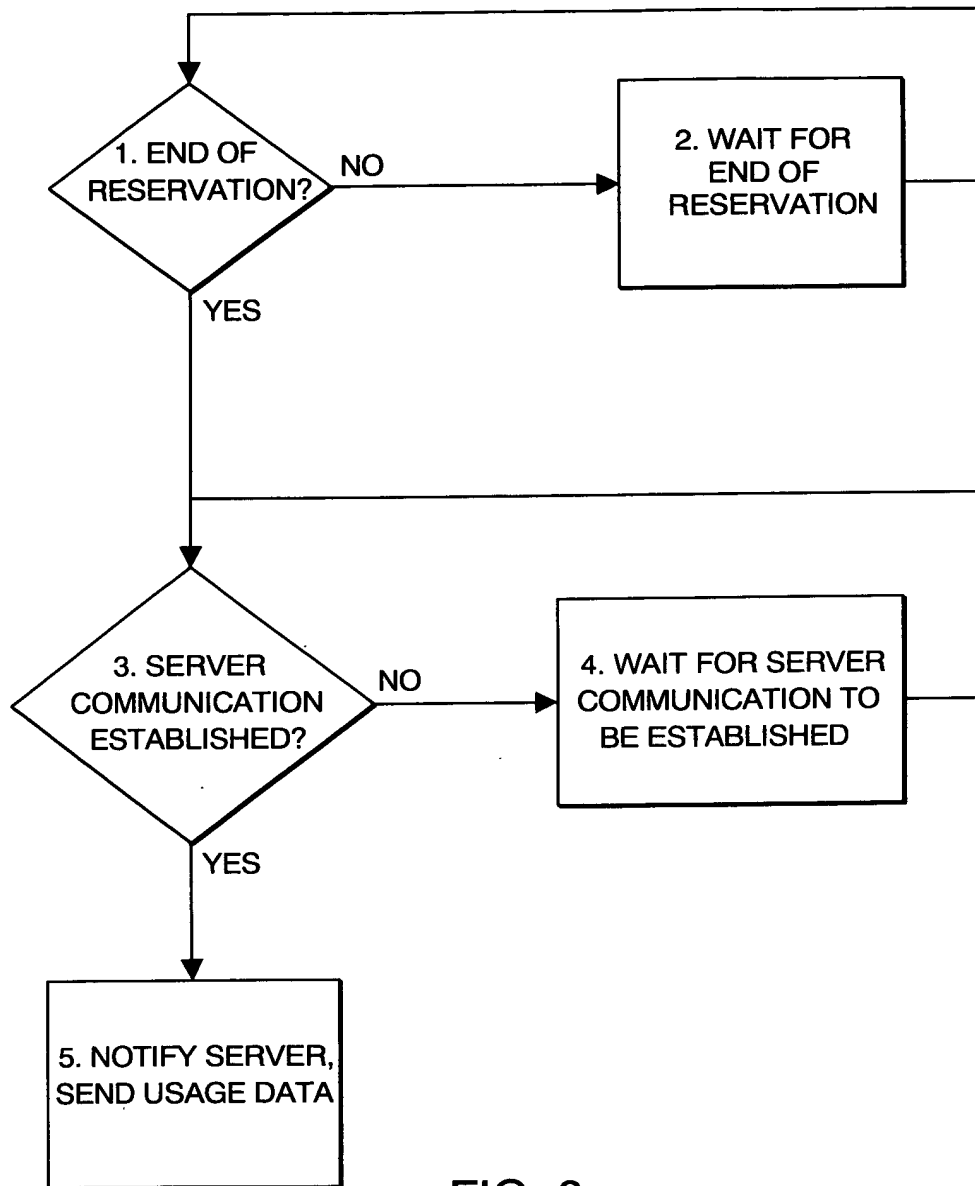 1. END OF
RESERVATION?
NO
2. WAIT FOR
END OF
RESERVATION
YES
3. SERVER
COMMUNICATION
ESTABLISHED?
NO
4. WAIT FOR SERVER
COMMUNICATION TO
BE ESTABLISHED
YES
5. NOTIFY SERVER,
SEND USAGE DATA
FIG.